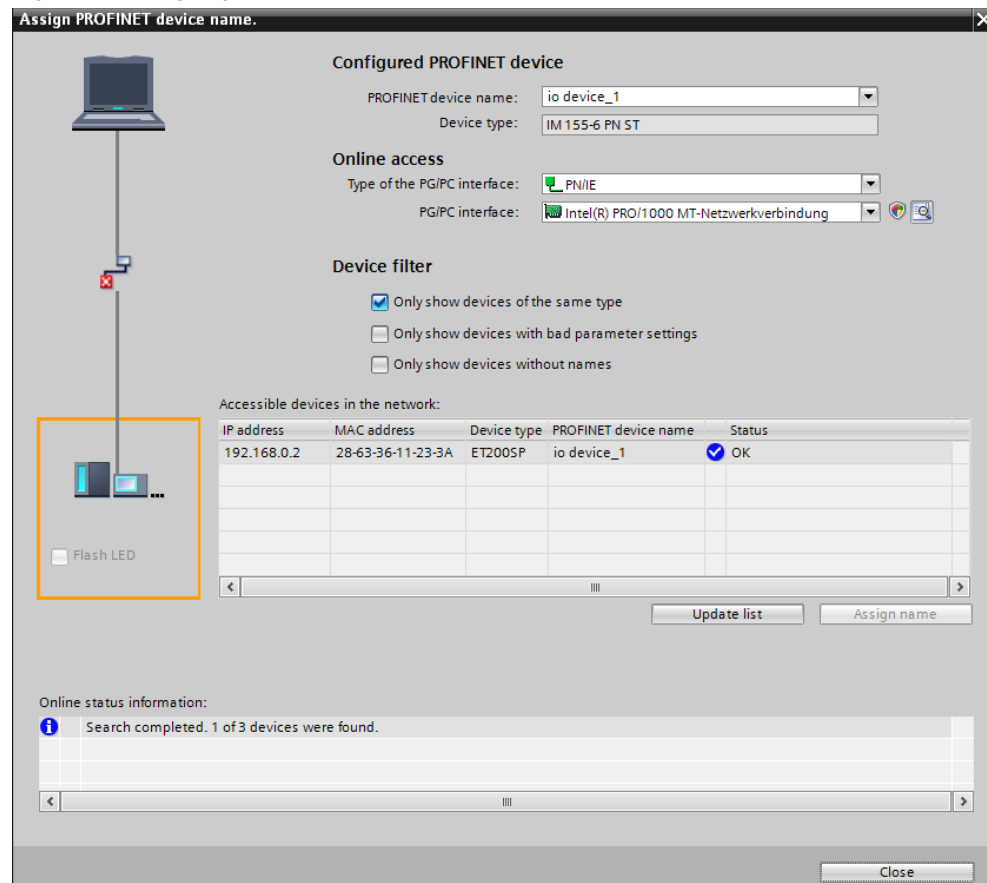 Assign PROFINET device name.
Configured PROFINET device
PROFINET device name: io device_1
Device type: IM 155-6 PN ST
Online access
Type of the PG/PC interface: PN/IE
PG/PC interface: Intel(R) PRO/1000 MT-Netzwerkverbindung
Device filter
Only show devices of the same type
Only show devices with bad parameter settings
Only show devices without names
Accessible devices in the network:
IP address MAC address Device type PROFINET device name Status
192.168.0.2 28-63-36-11-23-3A ET200SP io device_1 OK
...
Flash LED
Update list Assign name
Online status information:
Search completed. 1 of 3 devices were found.
Close